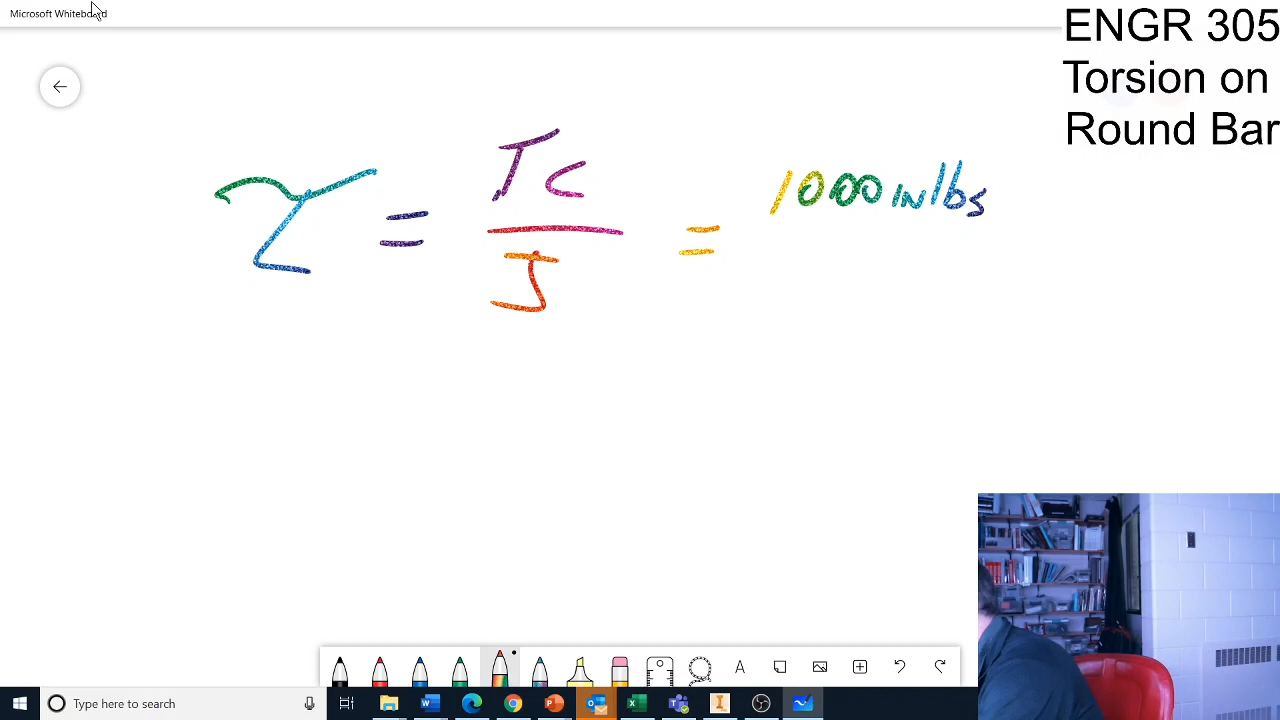 Microsoft Whiteboard
ENGR 305
Torsion on
Round Bar
τ = Tc / J = 1000 in lbs
A
Type here to search